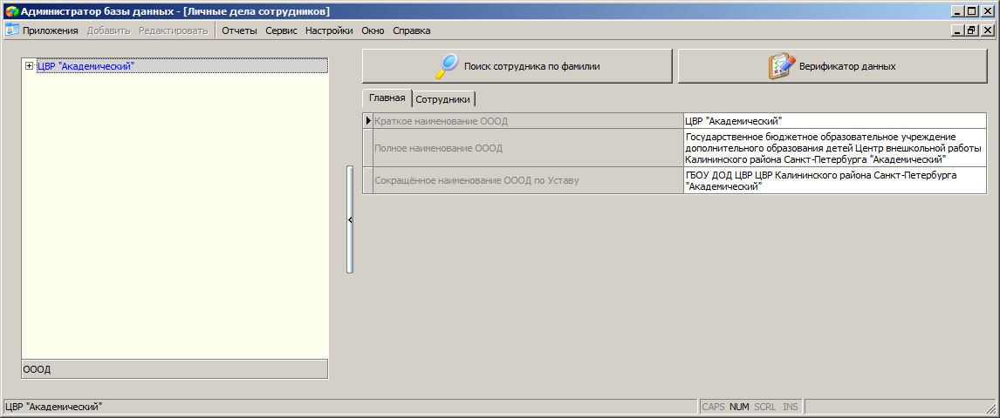 Администратор базы данных - [Личные дела сотрудников]
Приложения Добавить Редактировать Отчеты Сервис Настройки Окно Справка
ЦВР "Академический"
ОООД
Поиск сотрудника по фамилии
Верификатор данных
Главная Сотрудники
Краткое наименование ОООД
ЦВР "Академический"
Полное наименование ОООД
Государственное бюджетное образовательное учреждение
дополнительного образования детей Центр внешкольной работы
Калининского района Санкт-Петербурга "Академический"
Сокращённое наименование ОООД по Уставу
ГБОУ ДОД ЦВР ЦВР Калининского района Санкт-Петербурга
"Академический"
ЦВР "Академический"
CAPS NUM SCRL INS